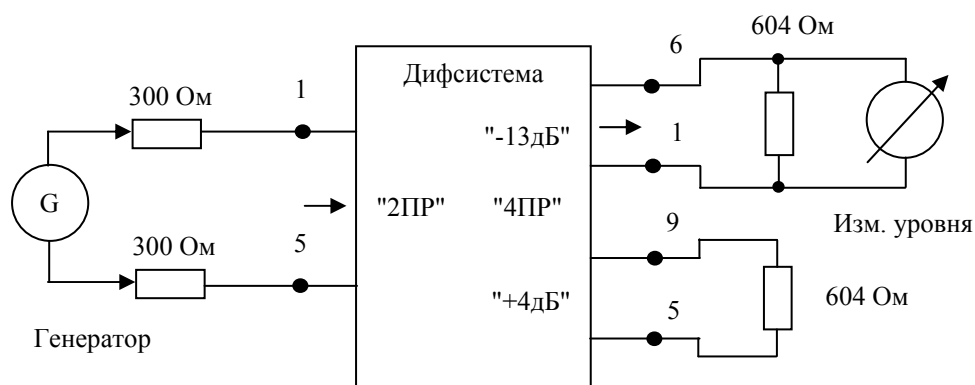 604 Ом
6
Дифсистема
1
300 Ом
"-13дБ"
1
G
"2ПР"
"4ПР"
Изм. уровня
9
300 Ом
5
604 Ом
"+4дБ"
5
Генератор